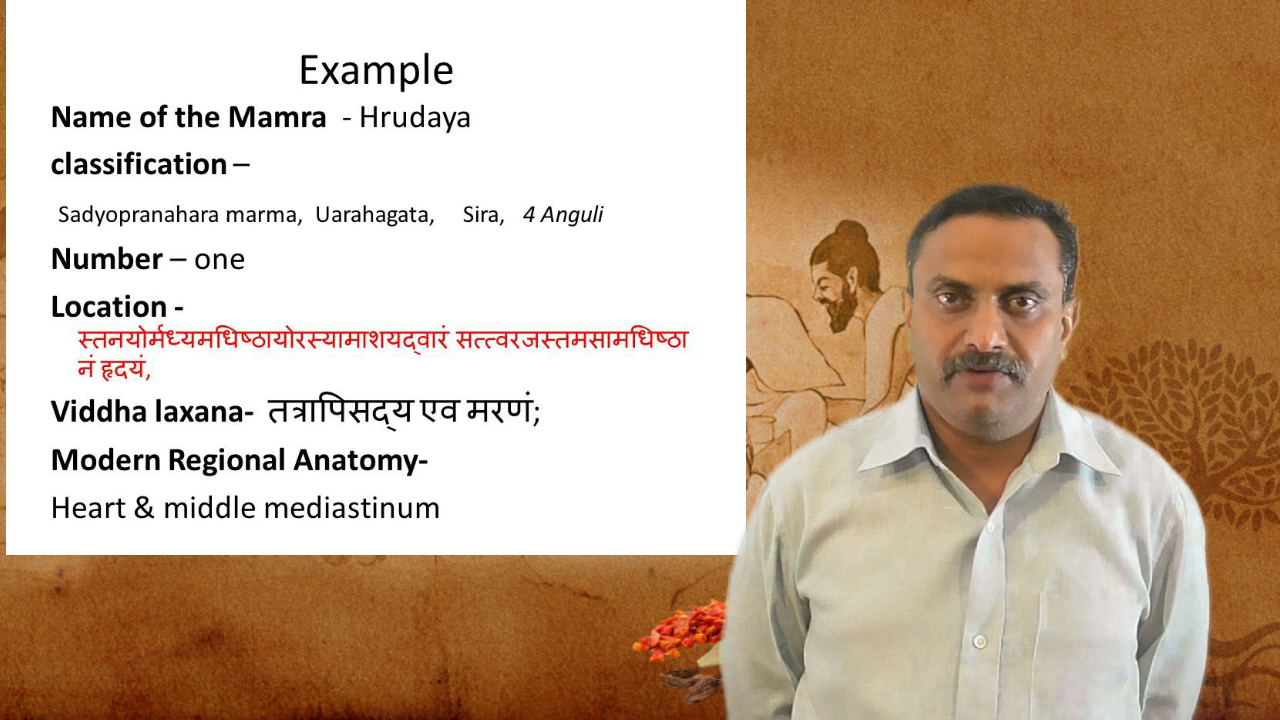 Example
Name of the Mamra - Hrudaya
classification –
Sadyopranahara marma, Uarahagata, Sira, 4 Anguli
Number – one
Location -
स्तनयोर्मध्यमधिष्ठायोरस्यामाशयद्वारं सत्त्वरजस्तमसामधिष्ठा
नं हृदयं,
Viddha laxana- तत्रापिसद्य एव मरणं;
Modern Regional Anatomy-
Heart & middle mediastinum